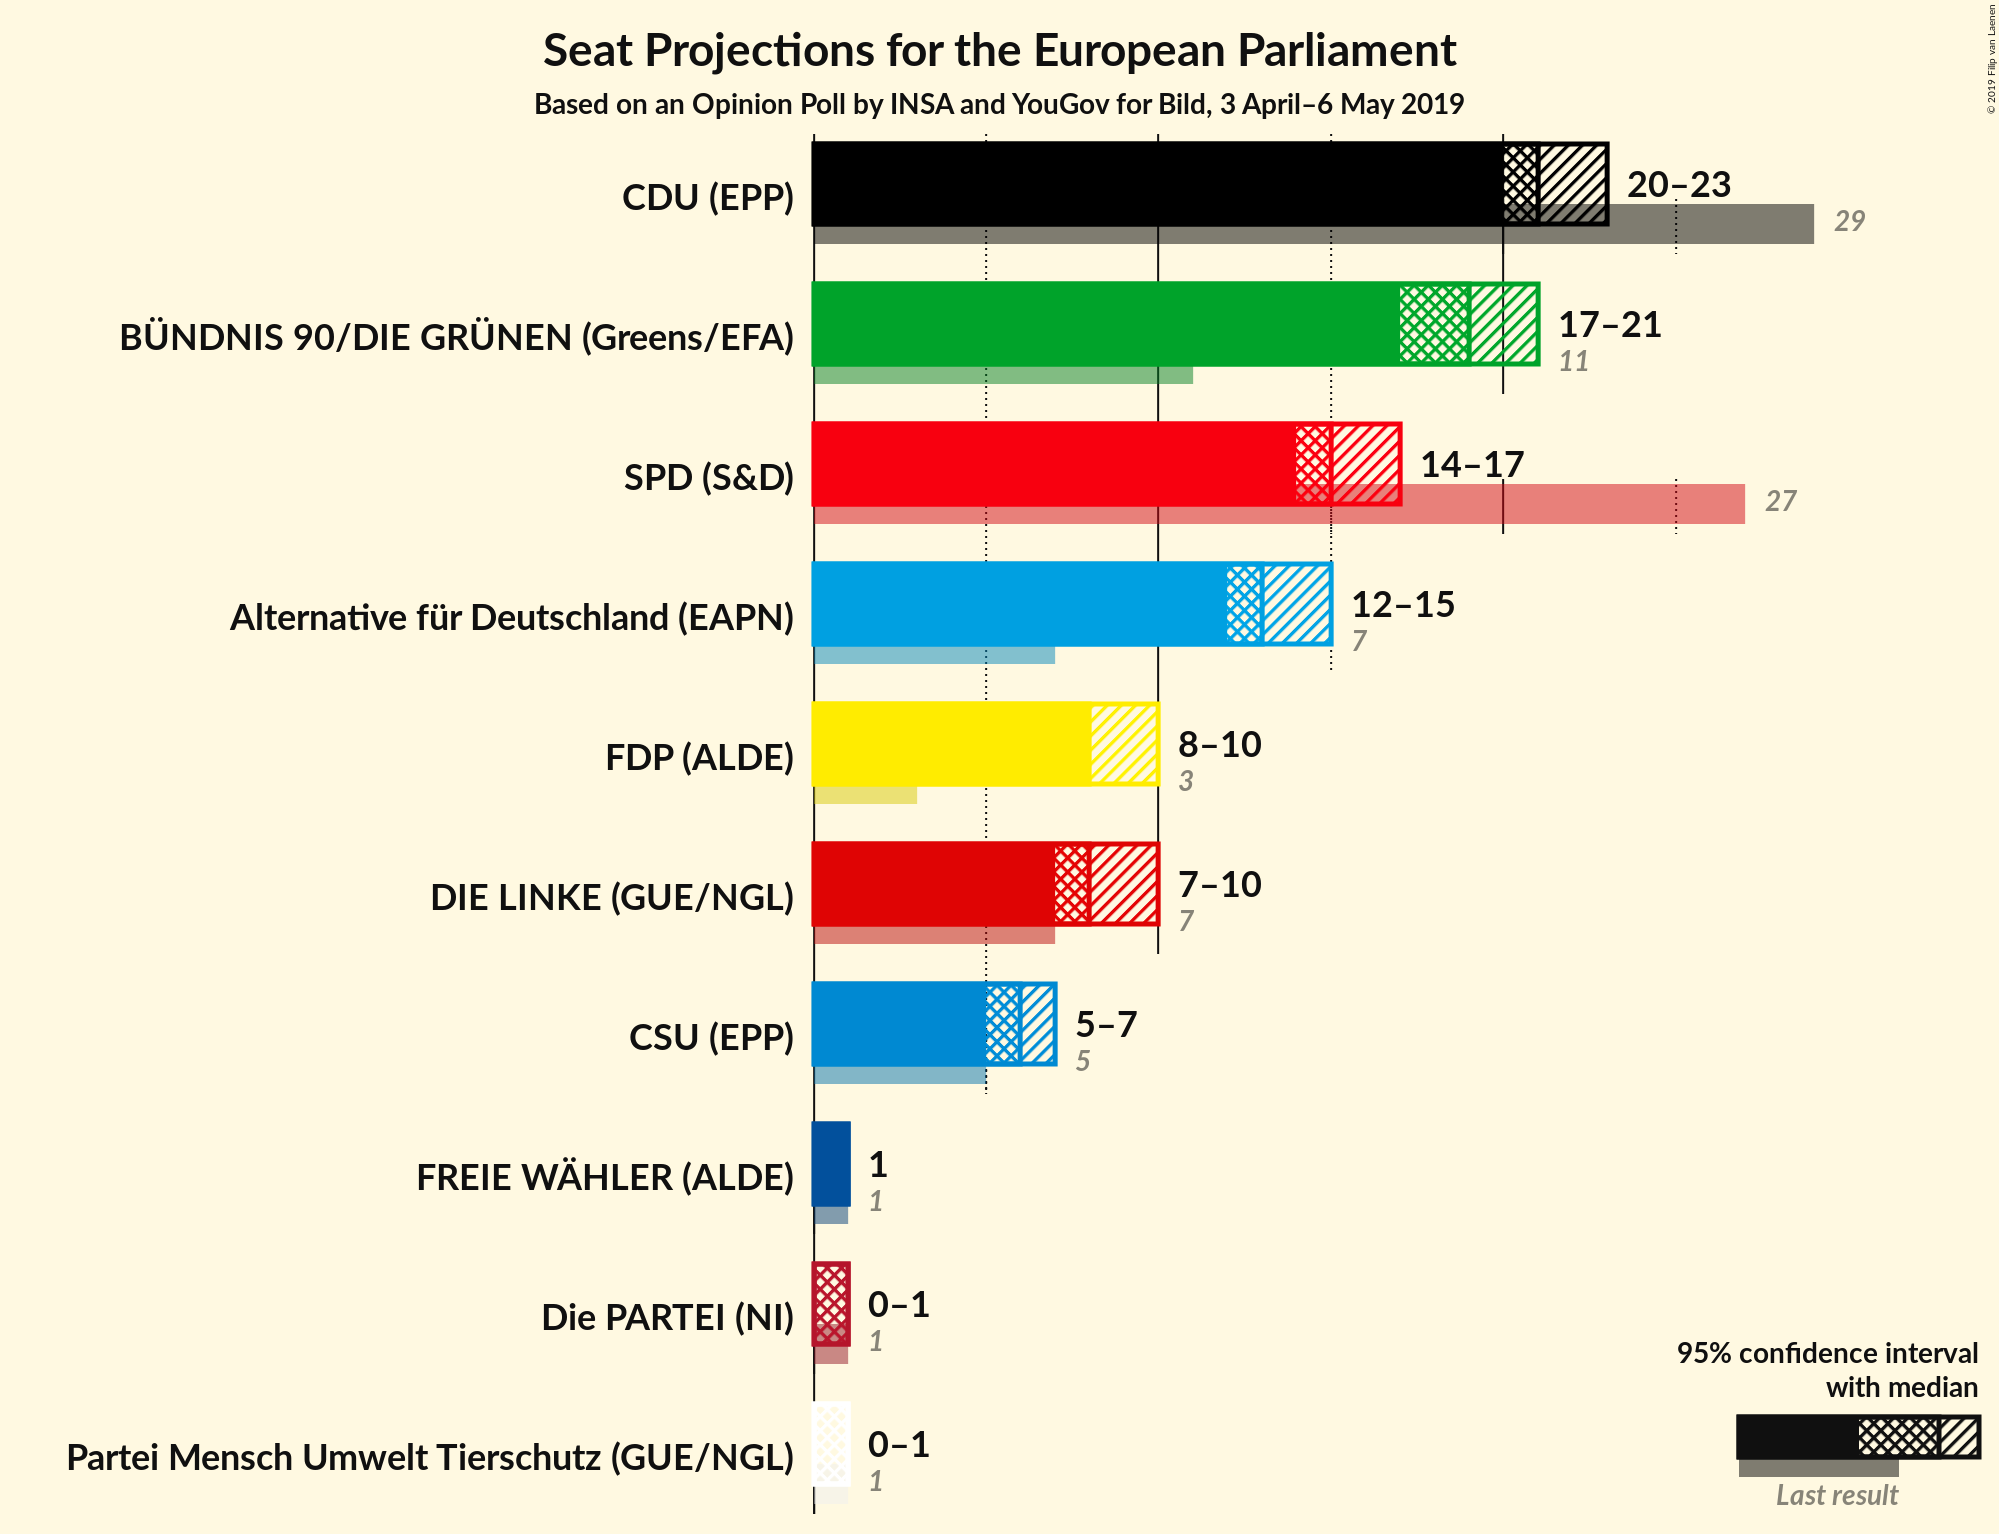 Seat Projections for the European Parliament
Based on an Opinion Poll by INSA and YouGov for Bild, 3 April–6 May 2019
© 2019 Filip van Laenen
CDU (EPP)
20–23
29
BÜNDNIS 90/DIE GRÜNEN (Greens/EFA)
17–21
11
SPD (S&D)
14–17
27
Alternative für Deutschland (EAPN)
12–15
7
FDP (ALDE)
8–10
3
DIE LINKE (GUE/NGL)
7–10
7
CSU (EPP)
5–7
5
FREIE WÄHLER (ALDE)
1
1
Die PARTEI (NI)
0–1
1
Partei Mensch Umwelt Tierschutz (GUE/NGL)
0–1
1
95% confidence interval
with median
Last result